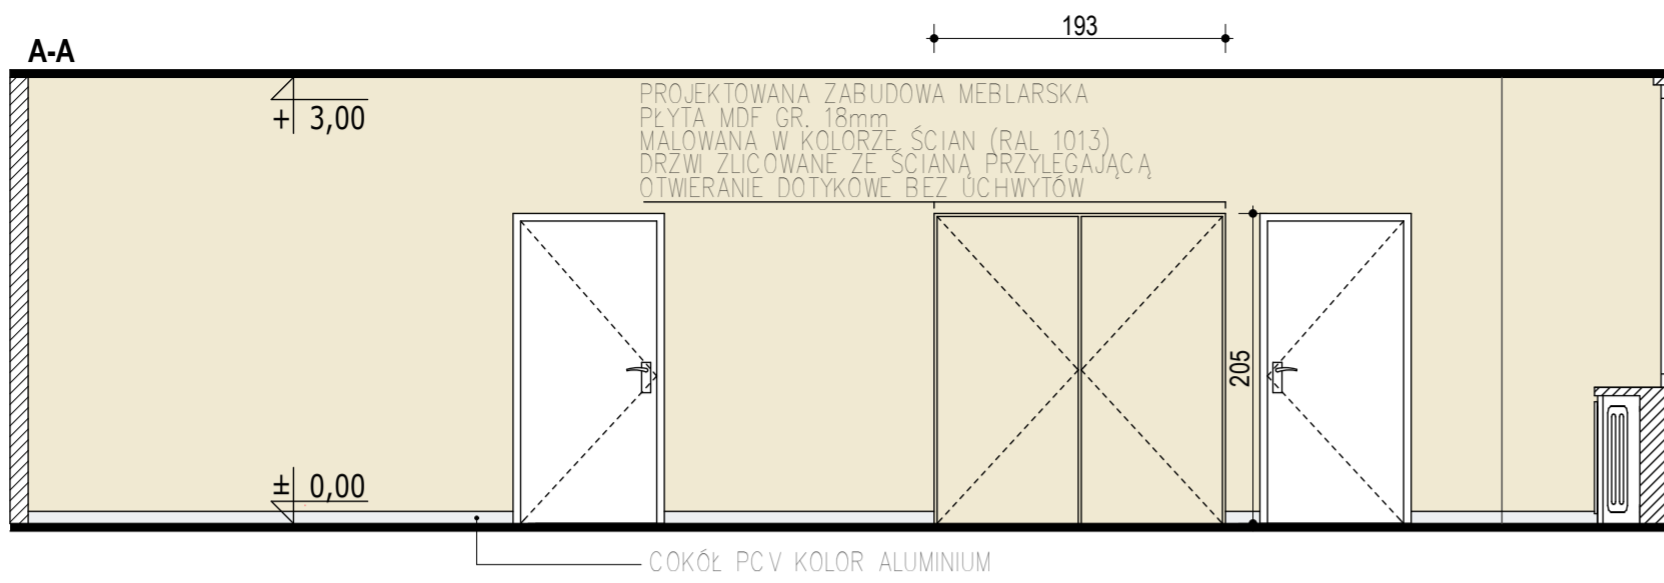 193
A-A
+ 3,00
PROJEKTOWANA ZABUDOWA MEBLARSKA
PŁYTA MDF GR. 18mm
MALOWANA W KOLORZE ŚCIAN (RAL 1013)
DRZWI ZLICOWANE ZE ŚCIANĄ PRZYLEGAJĄCĄ
OTWIERANIE DOTYKOWE BEZ UCHWYTÓW
205
± 0,00
COKÓŁ PCV KOLOR ALUMINIUM